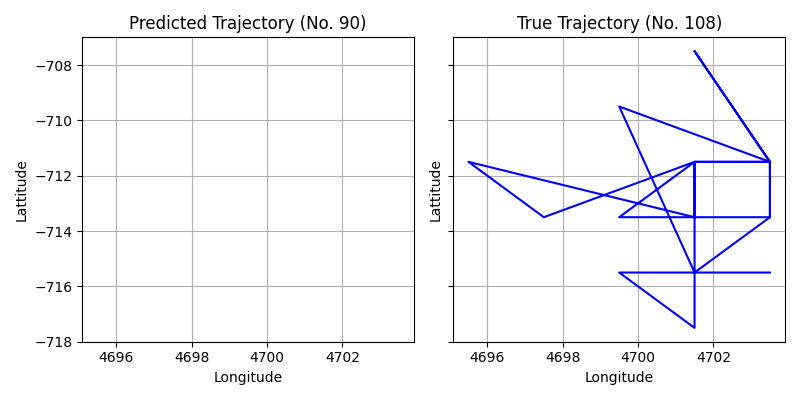 Predicted Trajectory (No. 90)
−708
−710
−712
−714
−716
−718
Lattitude
4696 4698 4700 4702
Longitude
True Trajectory (No. 108)
Lattitude
4696 4698 4700 4702
Longitude